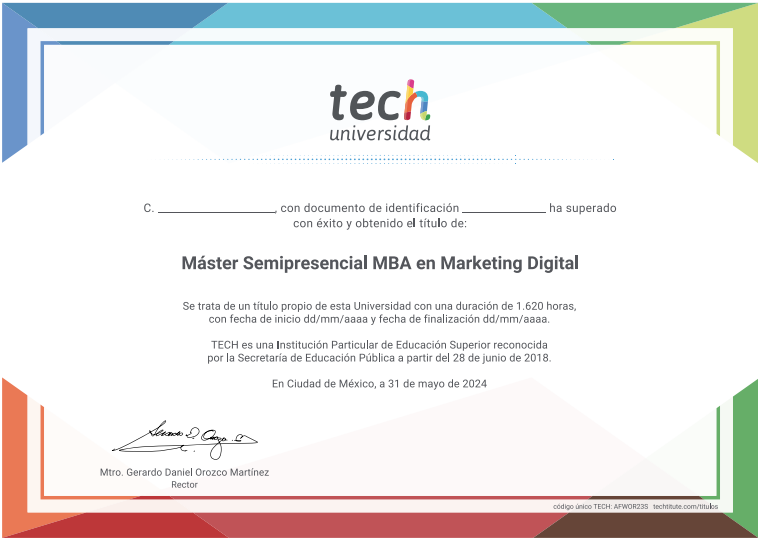 tech
universidad
C. ____________________, con documento de identificación ______________ ha superado
con éxito y obtenido el título de:
Máster Semipresencial MBA en Marketing Digital
Se trata de un título propio de esta Universidad con una duración de 1.620 horas,
con fecha de inicio dd/mm/aaaa y fecha de finalización dd/mm/aaaa.
TECH es una Institución Particular de Educación Superior reconocida
por la Secretaría de Educación Pública a partir del 28 de junio de 2018.
En Ciudad de México, a 31 de mayo de 2024
Mtro. Gerardo Daniel Orozco Martínez
Rector
código único TECH: AFWOR23S techtitute.com/titulos